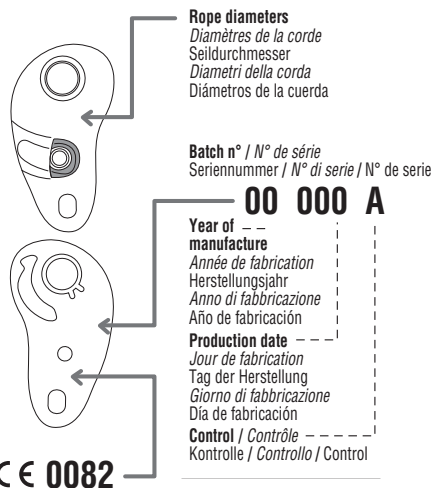 Rope diameters
Diamètres de la corde
Seildurchmesser
Diametri della corda
Diámetros de la cuerda
Batch n° / N° de série
Seriennummer / N° di serie / N° de serie
00 000 A
Year of
manufacture
Année de fabrication
Herstellungsjahr
Anno di fabbricazione
Año de fabricación
Production date
Jour de fabrication
Tag der Herstellung
Giorno di fabbricazione
Día de fabricación
Control / Contrôle
Kontrolle / Controllo / Control
CE 0082